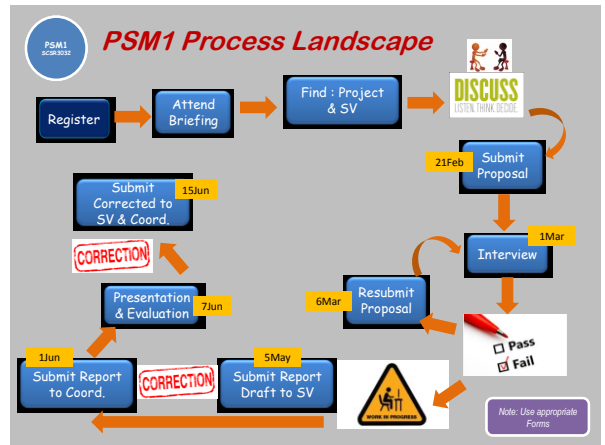 PSM1
SCSR3032
PSM1 Process Landscape
Register
Attend
Briefing
Find : Project
& SV
DISCUSS
LISTEN THINK DECIDE
21Feb
Submit
Proposal
1Mar
Interview
Pass
Fail
6Mar
Resubmit
Proposal
WORK IN PROGRESS
5May
Submit Report
Draft to SV
CORRECTION
1Jun
Submit Report
to Coord.
Presentation
& Evaluation
7Jun
CORRECTION
15Jun
Submit
Corrected to
SV & Coord.
Note: Use appropriate
Forms